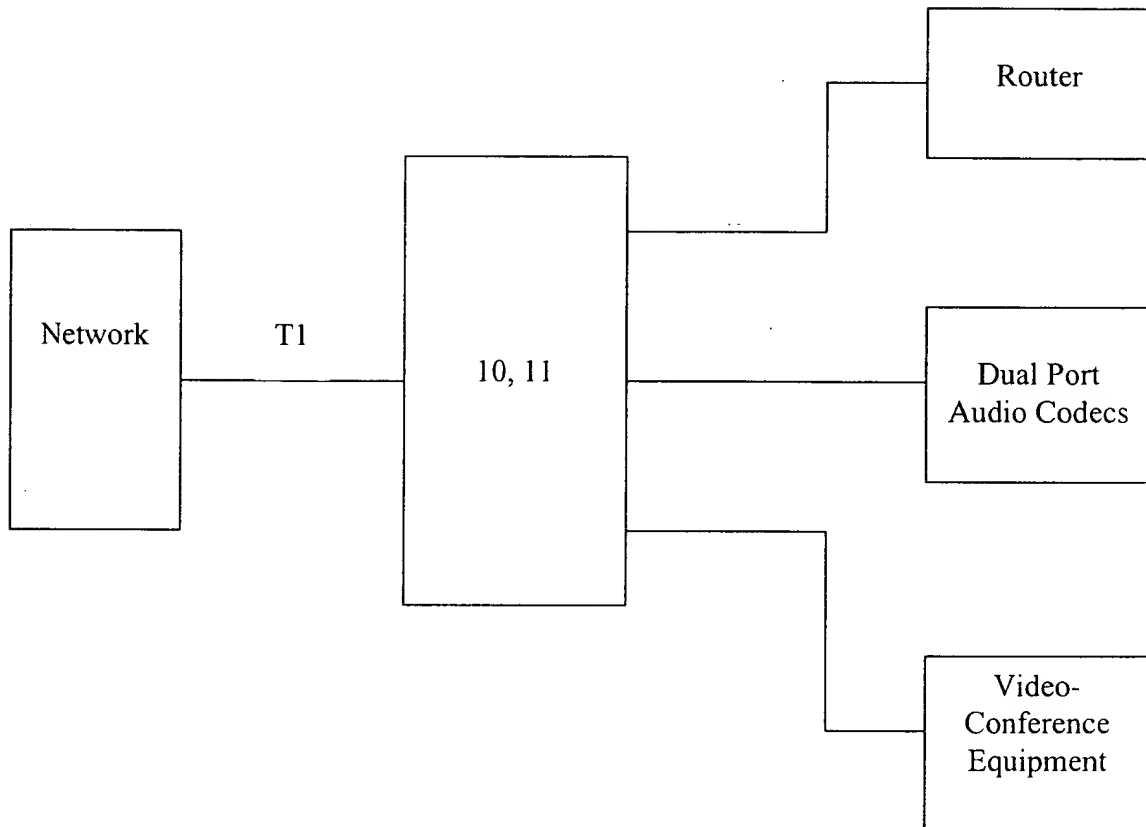 Router
Network
T1
10, 11
Dual Port
Audio Codecs
Video-
Conference
Equipment